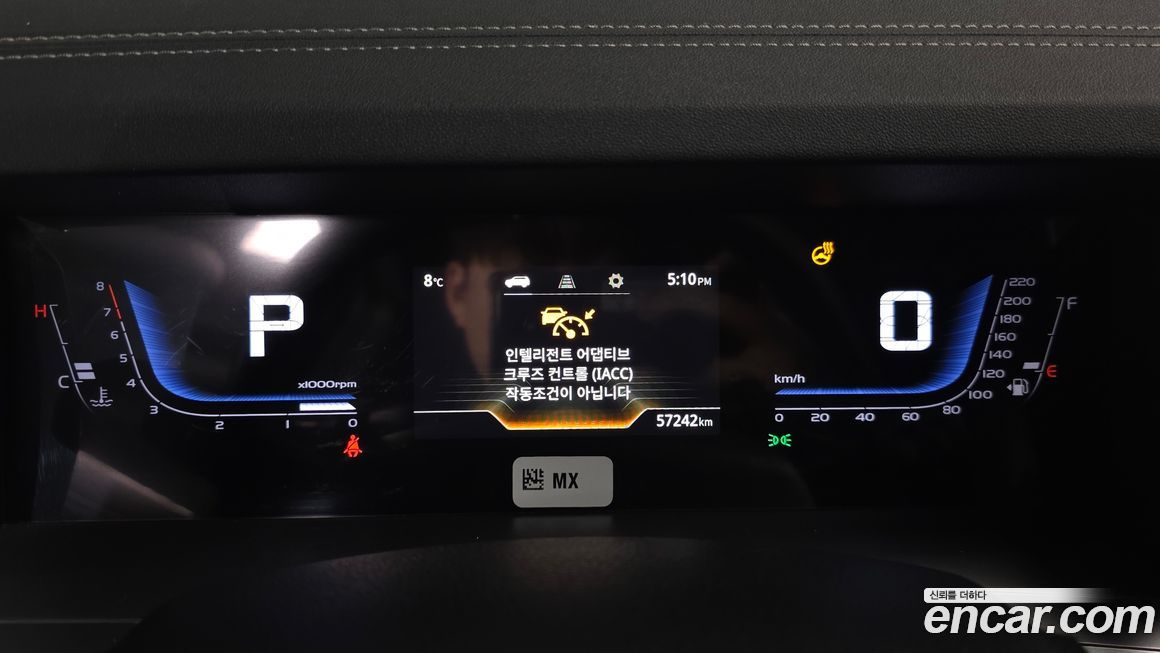 8°C
5:10PM
H
8
7
6
5
4
3
2
1
0
C
P
x1000rpm
인텔리전트 어댑티브
크루즈 컨트롤 (IACC)
작동조건이 아닙니다
57242km
0
km/h
0
20
40
60
80
100
120
140
160
180
200
220
F
E
MX
신뢰를 더하다
encar.com